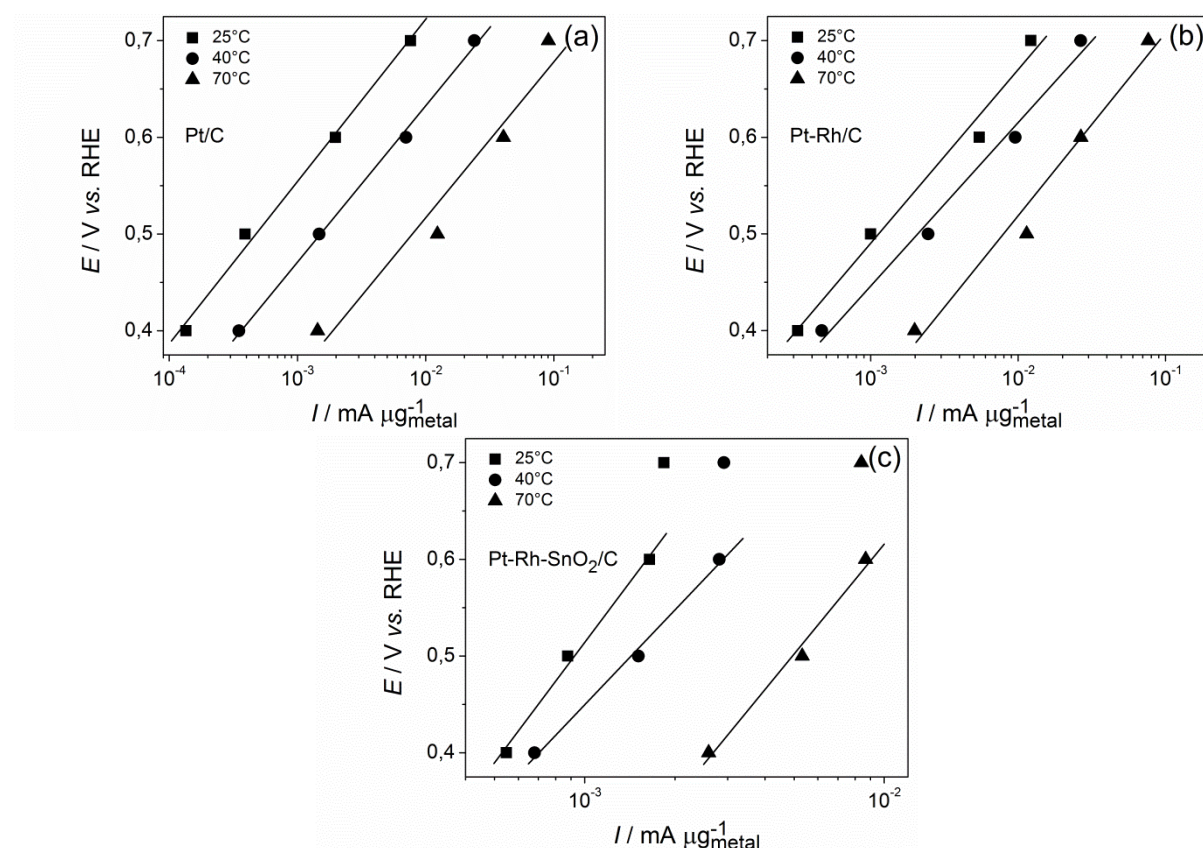 (a)
25°C
40°C
70°C
Pt/C
E / V vs. RHE
0,7
0,6
0,5
0,4
10⁻⁴ 10⁻³ 10⁻² 10⁻¹
I / mA μg⁻¹metal
(b)
25°C
40°C
70°C
Pt-Rh/C
E / V vs. RHE
0,7
0,6
0,5
0,4
10⁻³ 10⁻² 10⁻¹
I / mA μg⁻¹metal
(c)
25°C
40°C
70°C
Pt-Rh-SnO₂/C
E / V vs. RHE
0,7
0,6
0,5
0,4
10⁻³ 10⁻²
I / mA μg⁻¹metal